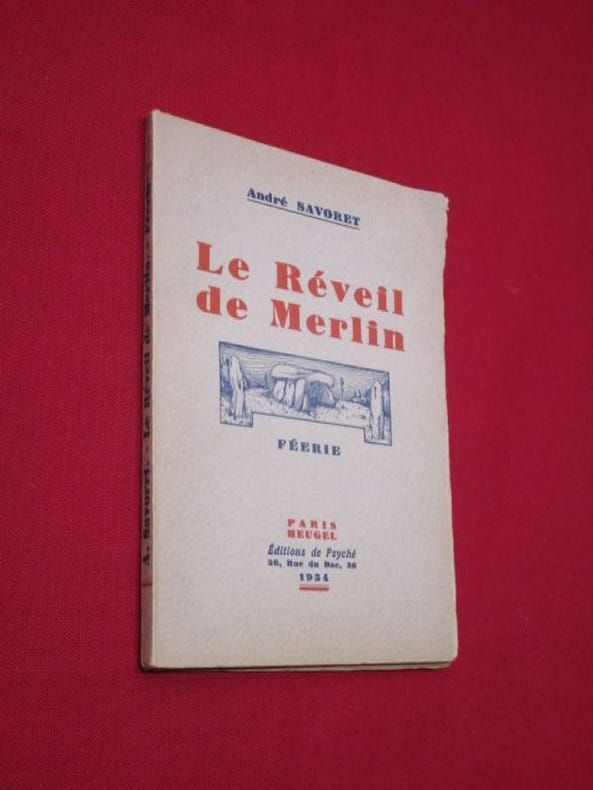 André SAVORET
Le Réveil
de Merlin
FÉERIE
PARIS
HEUGEL
Éditions de Psyché
36, Rue du Bac, 36
1934
A. Savoret. - Le Réveil de Merlin. - Féerie